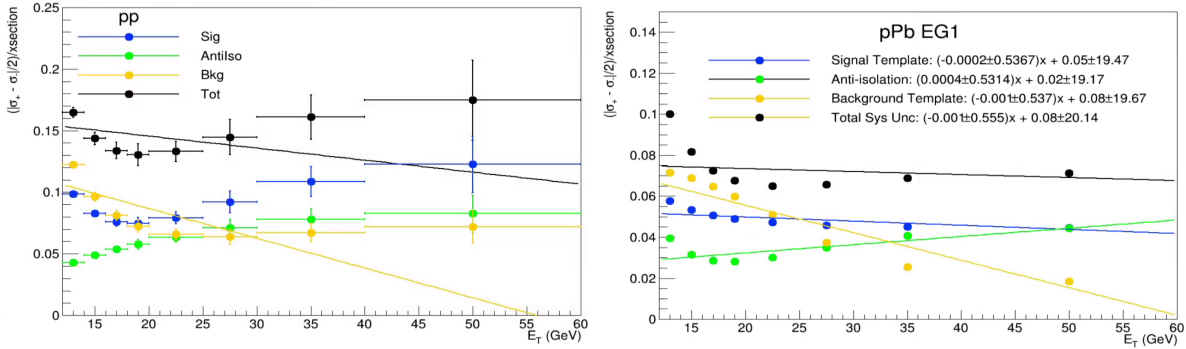 pp
Sig
AntiIso
Bkg
Tot
(|σ₊ - σ₋|/2)/xsection
0.25
0.2
0.15
0.1
0.05
0
15 20 25 30 35 40 45 50 55 60
E_T (GeV)
pPb EG1
Signal Template: (-0.0002±0.5367)x + 0.05±19.47
Anti-isolation: (0.0004±0.5314)x + 0.02±19.17
Background Template: (-0.001±0.537)x + 0.08±19.67
Total Sys Unc: (-0.001±0.555)x + 0.08±20.14
(|σ₊ - σ₋|/2)/xsection
0.14
0.12
0.1
0.08
0.06
0.04
0.02
0
15 20 25 30 35 40 45 50 55 60
E_T (GeV)